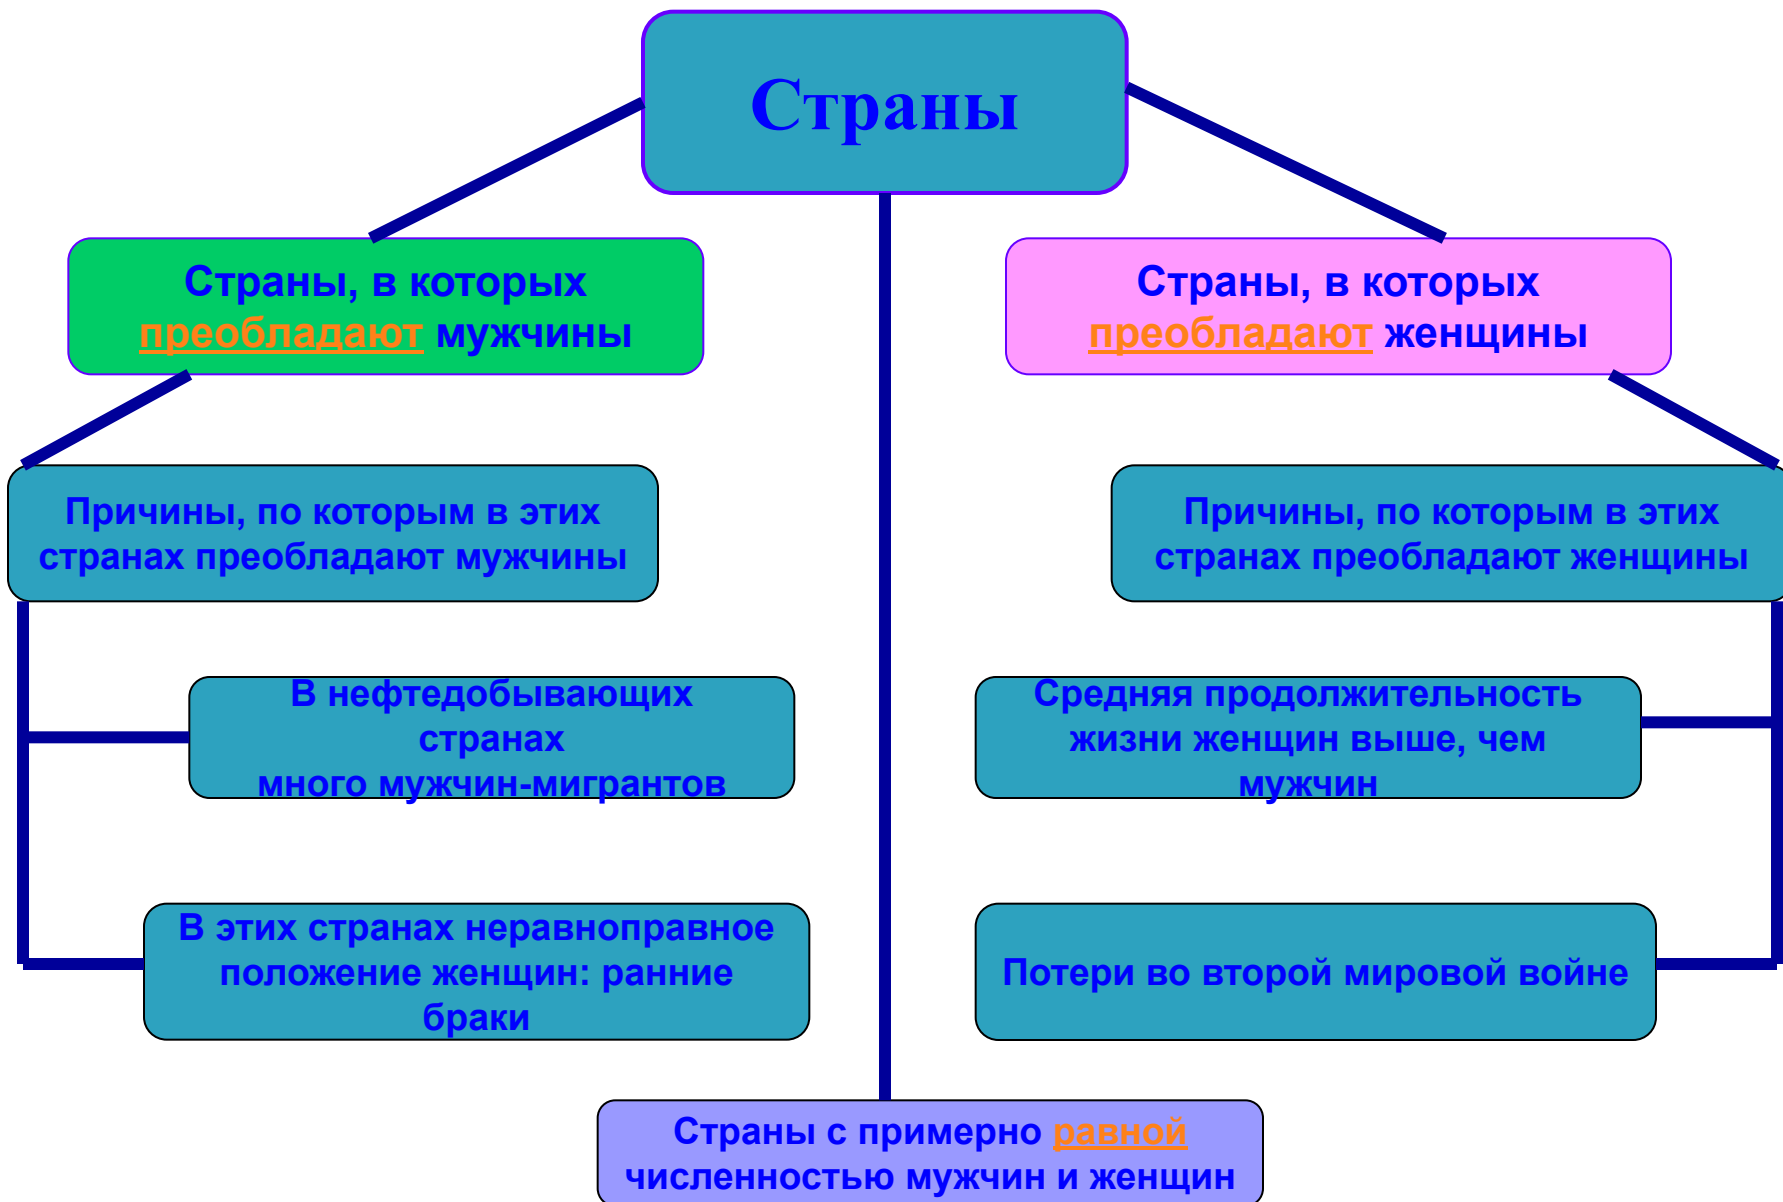 Страны
Страны, в которых
преобладают мужчины
Страны, в которых
преобладают женщины
Причины, по которым в этих
странах преобладают мужчины
Причины, по которым в этих
странах преобладают женщины
В нефтедобывающих
странах
много мужчин-мигрантов
Средняя продолжительность
жизни женщин выше, чем
мужчин
В этих странах неравноправное
положение женщин: ранние
браки
Потери во второй мировой войне
Страны с примерно равной
численностью мужчин и женщин